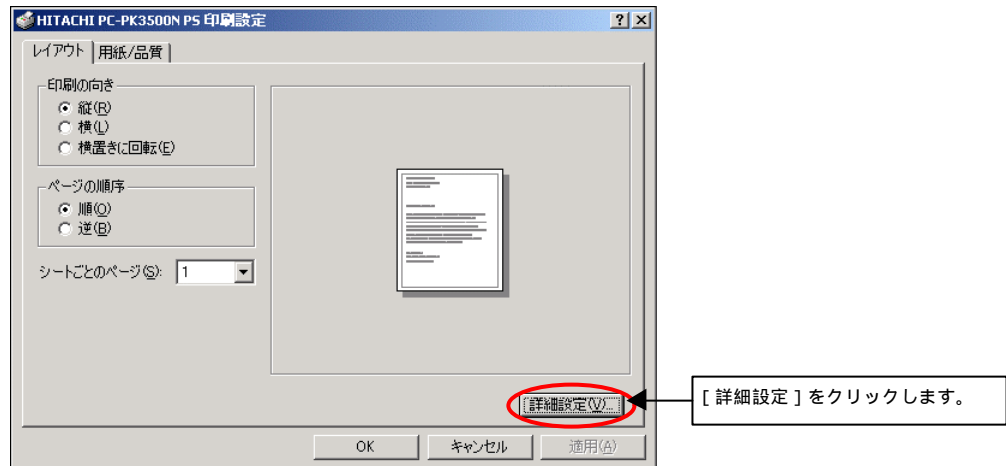 HITACHI PC-PK3500N PS 印刷設定
レイアウト 用紙/品質
印刷の向き
縦(R)
横(L)
横置きに回転(E)
ページの順序
順(O)
逆(B)
シートごとのページ(S): 1
詳細設定(V)...
[ 詳細設定 ] をクリックします。
OK キャンセル 適用(A)